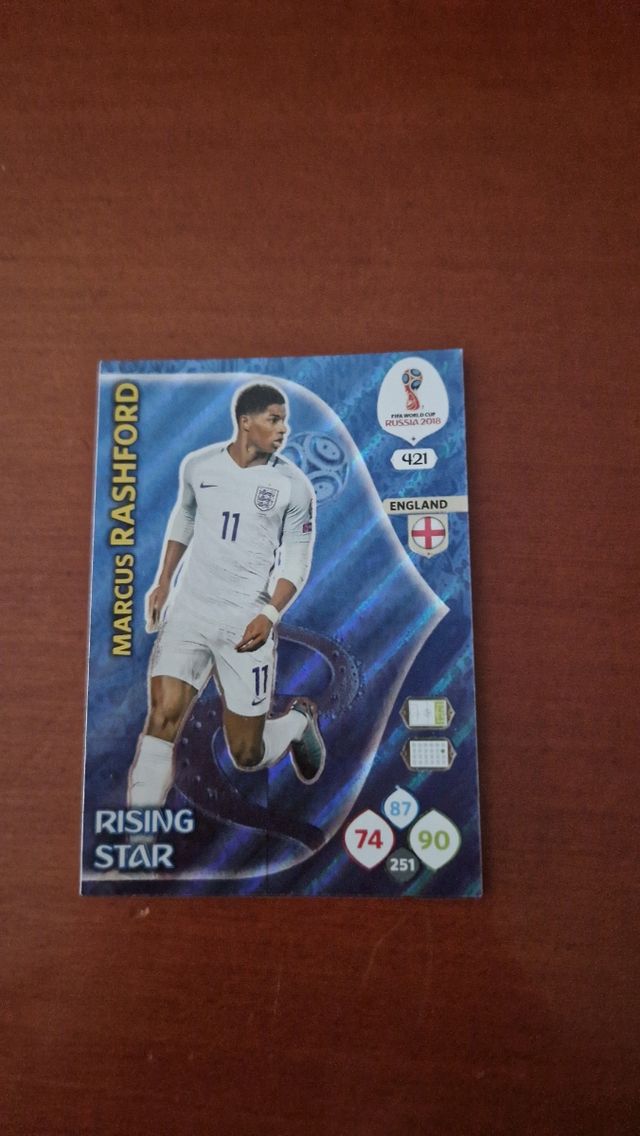 MARCUS RASHFORD
FIFA WORLD CUP
RUSSIA 2018
421
ENGLAND
11
11
RISING
STAR
87
74
90
251